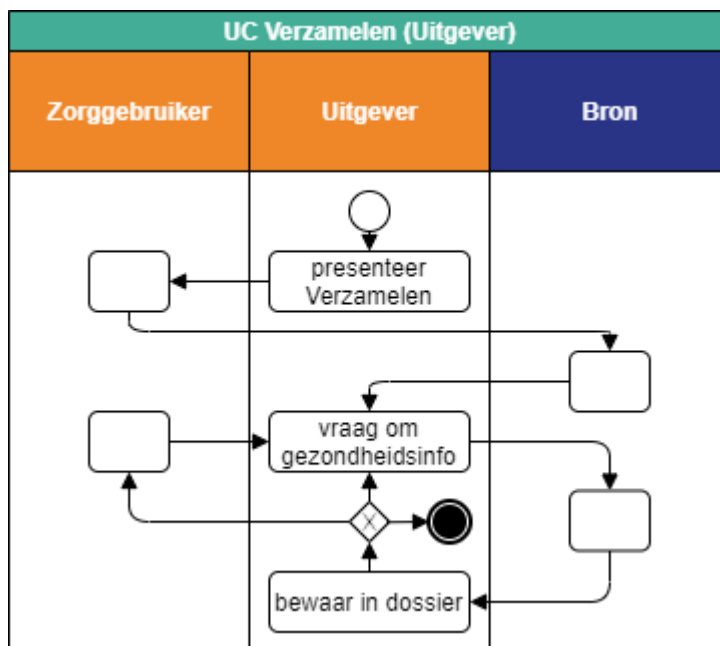 UC Verzamelen (Uitgever)
Zorggebruiker
Uitgever
Bron
presenteer
Verzamelen
vraag om
gezondheidsinfo
bewaar in dossier